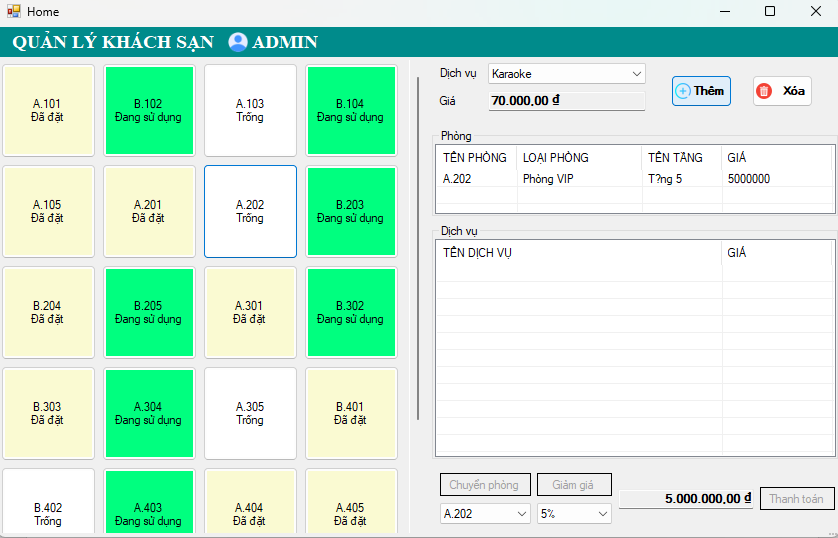 Home
QUẢN LÝ KHÁCH SẠN ADMIN
A.101
Đã đặt
B.102
Đang sử dụng
A.103
Trống
B.104
Đang sử dụng
A.105
Đã đặt
A.201
Đã đặt
A.202
Trống
B.203
Đang sử dụng
B.204
Đã đặt
B.205
Đang sử dụng
A.301
Đã đặt
B.302
Đang sử dụng
B.303
Đã đặt
A.304
Đang sử dụng
A.305
Trống
B.401
Đã đặt
B.402
Trống
A.403
Đang sử dụng
A.404
Đã đặt
A.405
Đã đặt
Dịch vụ Karaoke
Giá 70.000,00 ₫
Thêm
Xóa
Phòng
TÊN PHÒNG LOẠI PHÒNG TÊN TẦNG GIÁ
A.202 Phòng VIP T?ng 5 5000000
Dịch vụ
TÊN DỊCH VỤ GIÁ
Chuyển phòng Giảm giá
A.202 5%
5.000.000,00 ₫
Thanh toán